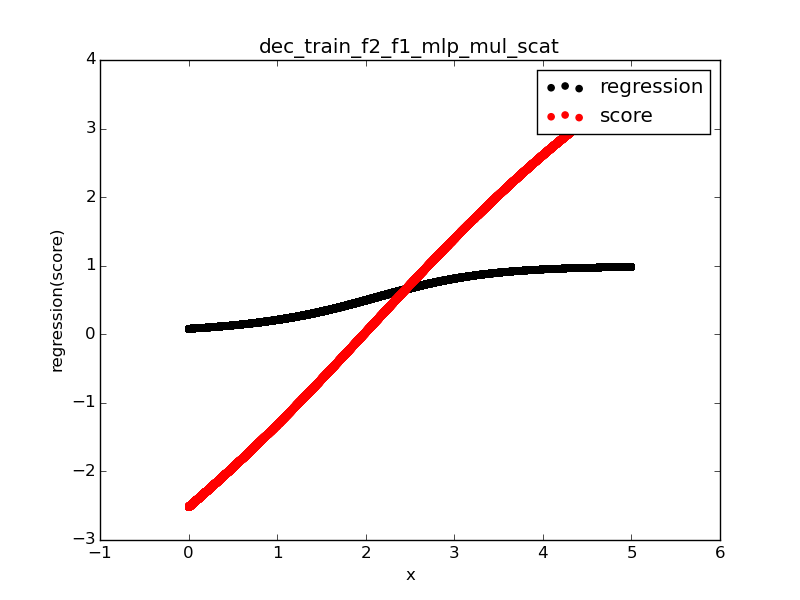 dec_train_f2_f1_mlp_mul_scat
regression
score
regression(score)
4
3
2
1
0
−1
−2
−3
−1 0 1 2 3 4 5 6
x